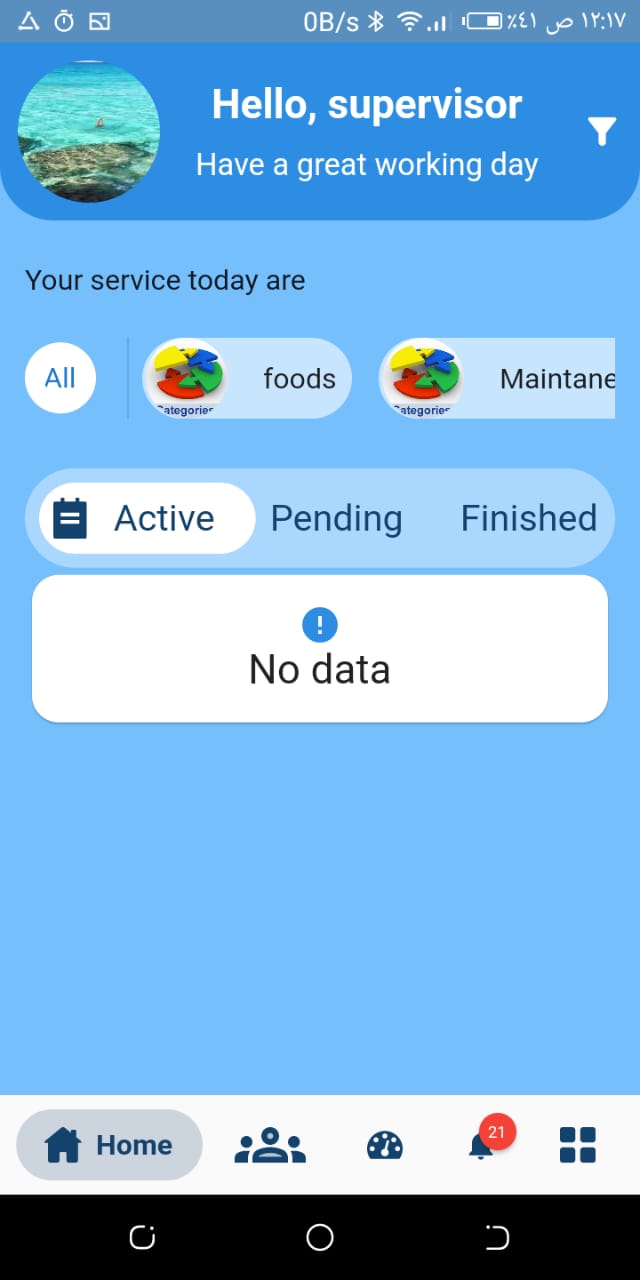 0B/s ٪٤١ ص ١٢:١٧
Hello, supervisor
Have a great working day
Your service today are
All
foods
Maintane
Categories
Categories
Active
Pending
Finished
!
No data
Home
21